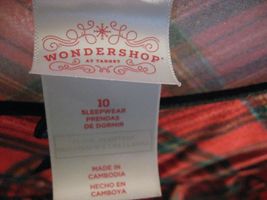 WONDERSHOP
AT TARGET
10
SLEEPWEAR
PRENDAS
DE DORMIR
MADE IN
CAMBODIA
HECHO EN
CAMBOYA